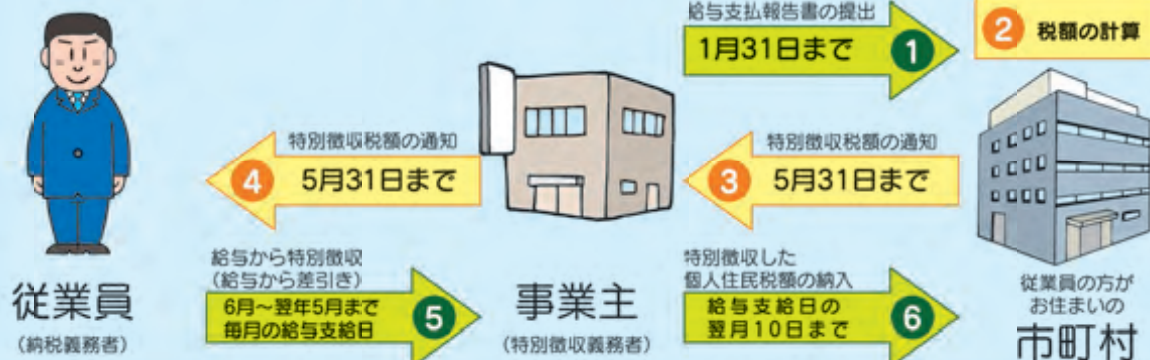 給与支払報告書の提出
1月31日まで
1
2
税額の計算
特別徴収税額の通知
4
5月31日まで
特別徴収税額の通知
3
5月31日まで
給与から特別徴収
(給与から差引き)
6月～翌年5月まで
毎月の給与支給日
5
特別徴収した
個人住民税額の納入
給与支給日の
翌月10日まで
6
従業員
(納税義務者)
事業主
(特別徴収義務者)
従業員の方が
お住まいの
市町村